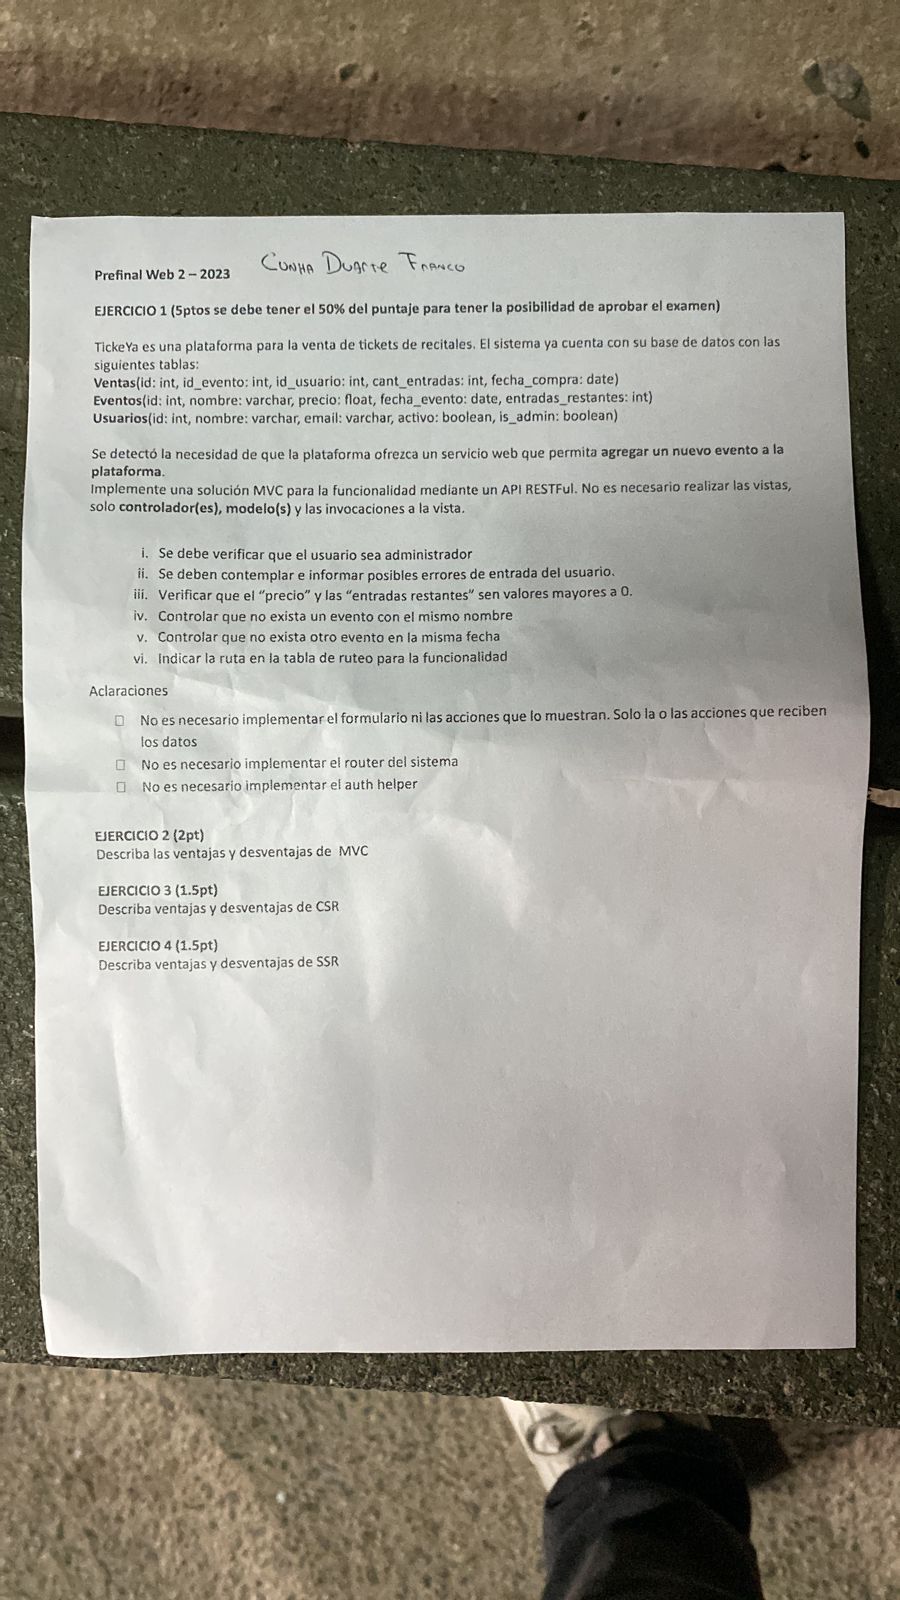 Prefinal Web 2 – 2023 Cunha Duarte Franco
EJERCICIO 1 (5ptos se debe tener el 50% del puntaje para tener la posibilidad de aprobar el examen)
TickeYa es una plataforma para la venta de tickets de recitales. El sistema ya cuenta con su base de datos con las
siguientes tablas:
Ventas(id: int, id_evento: int, id_usuario: int, cant_entradas: int, fecha_compra: date)
Eventos(id: int, nombre: varchar, precio: float, fecha_evento: date, entradas_restantes: int)
Usuarios(id: int, nombre: varchar, email: varchar, activo: boolean, is_admin: boolean)
Se detectó la necesidad de que la plataforma ofrezca un servicio web que permita agregar un nuevo evento a la
plataforma.
Implemente una solución MVC para la funcionalidad mediante un API RESTFul. No es necesario realizar las vistas,
solo controlador(es), modelo(s) y las invocaciones a la vista.
i. Se debe verificar que el usuario sea administrador
ii. Se deben contemplar e informar posibles errores de entrada del usuario.
iii. Verificar que el “precio” y las “entradas restantes” sen valores mayores a 0.
iv. Controlar que no exista un evento con el mismo nombre
v. Controlar que no exista otro evento en la misma fecha
vi. Indicar la ruta en la tabla de ruteo para la funcionalidad
Aclaraciones
No es necesario implementar el formulario ni las acciones que lo muestran. Solo la o las acciones que reciben
los datos
No es necesario implementar el router del sistema
No es necesario implementar el auth helper
EJERCICIO 2 (2pt)
Describa las ventajas y desventajas de MVC
EJERCICIO 3 (1.5pt)
Describa ventajas y desventajas de CSR
EJERCICIO 4 (1.5pt)
Describa ventajas y desventajas de SSR